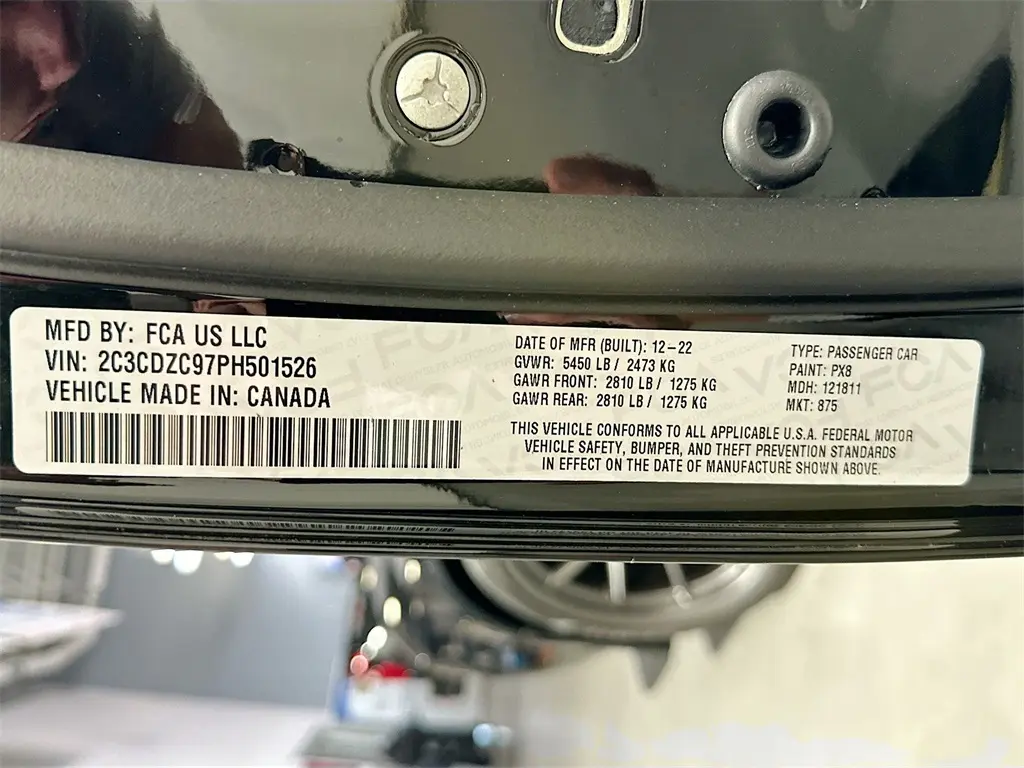 MFD BY: FCA US LLC
VIN: 2C3CDZC97PH501526
VEHICLE MADE IN: CANADA
DATE OF MFR (BUILT): 12-22
GVWR: 5450 LB / 2473 KG
GAWR FRONT: 2810 LB / 1275 KG
GAWR REAR: 2810 LB / 1275 KG
TYPE: PASSENGER CAR
PAINT: PX8
MDH: 121811
MKT: 875
THIS VEHICLE CONFORMS TO ALL APPLICABLE U.S.A. FEDERAL MOTOR
VEHICLE SAFETY, BUMPER, AND THEFT PREVENTION STANDARDS
IN EFFECT ON THE DATE OF MANUFACTURE SHOWN ABOVE.